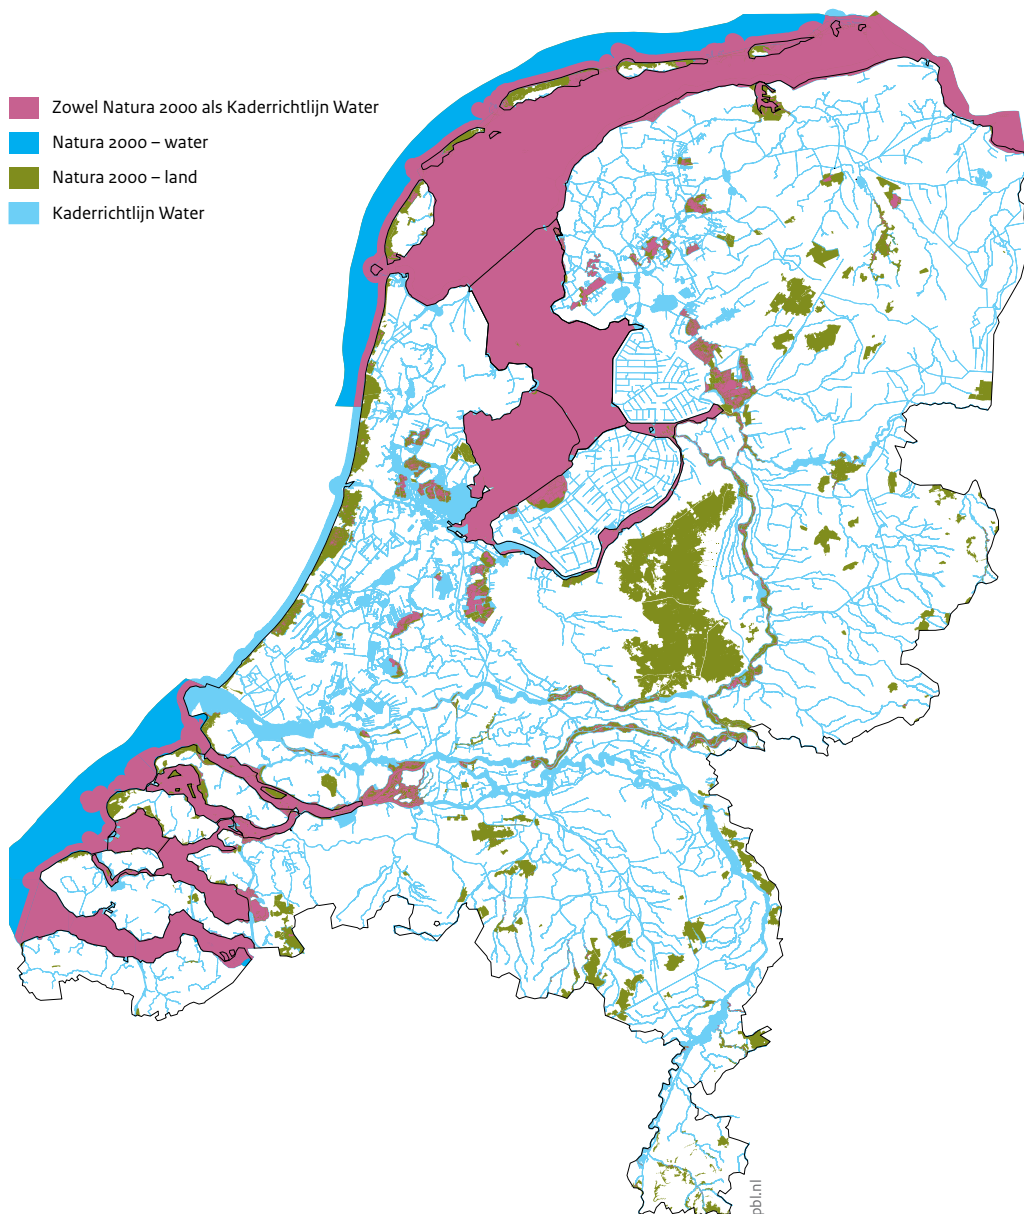 Zowel Natura 2000 als Kaderrichtlijn Water
Natura 2000 – water
Natura 2000 – land
Kaderrichtlijn Water
pbl.nl